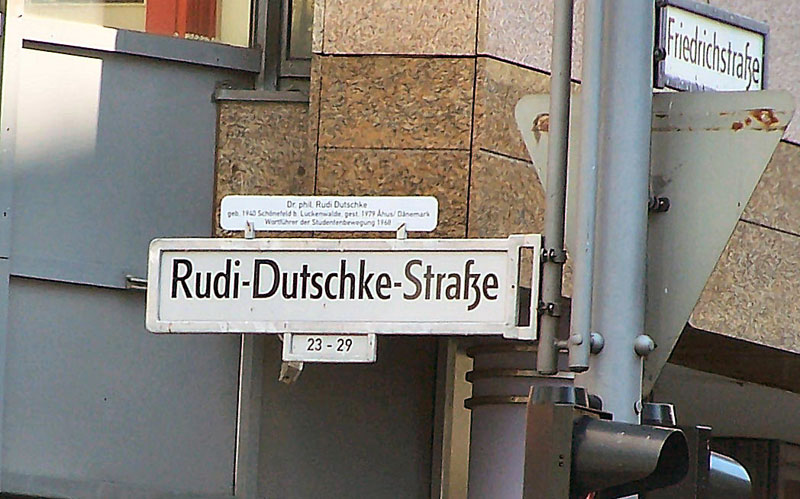 Friedrichstraße
Dr. phil. Rudi Dutschke
geb. 1940 Schönefeld b. Luckenwalde, gest. 1979 Åhus/ Dänemark
Wortführer der Studentenbewegung 1968
Rudi-Dutschke-Straße
23 - 29